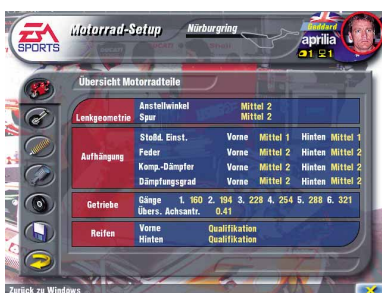 EA SPORTS
Motorrad-Setup Nürburgring
Goddard
aprilia
1 1
Übersicht Motorradteile
Lenkgeometrie
Anstellwinkel Mittel 2
Spur Mittel 2
Aufhängung
Stoßd. Einst. Vorne Mittel 1 Hinten Mittel 1
Feder Vorne Mittel 2 Hinten Mittel 2
Komp.-Dämpfer Vorne Mittel 2 Hinten Mittel 2
Dämpfungsgrad Vorne Mittel 2 Hinten Mittel 2
Getriebe
Gänge 1. 160 2. 194 3. 228 4. 254 5. 288 6. 321
Übers. Achsantr. 0.41
Reifen
Vorne Qualifikation
Hinten Qualifikation
Zurück zu Windows